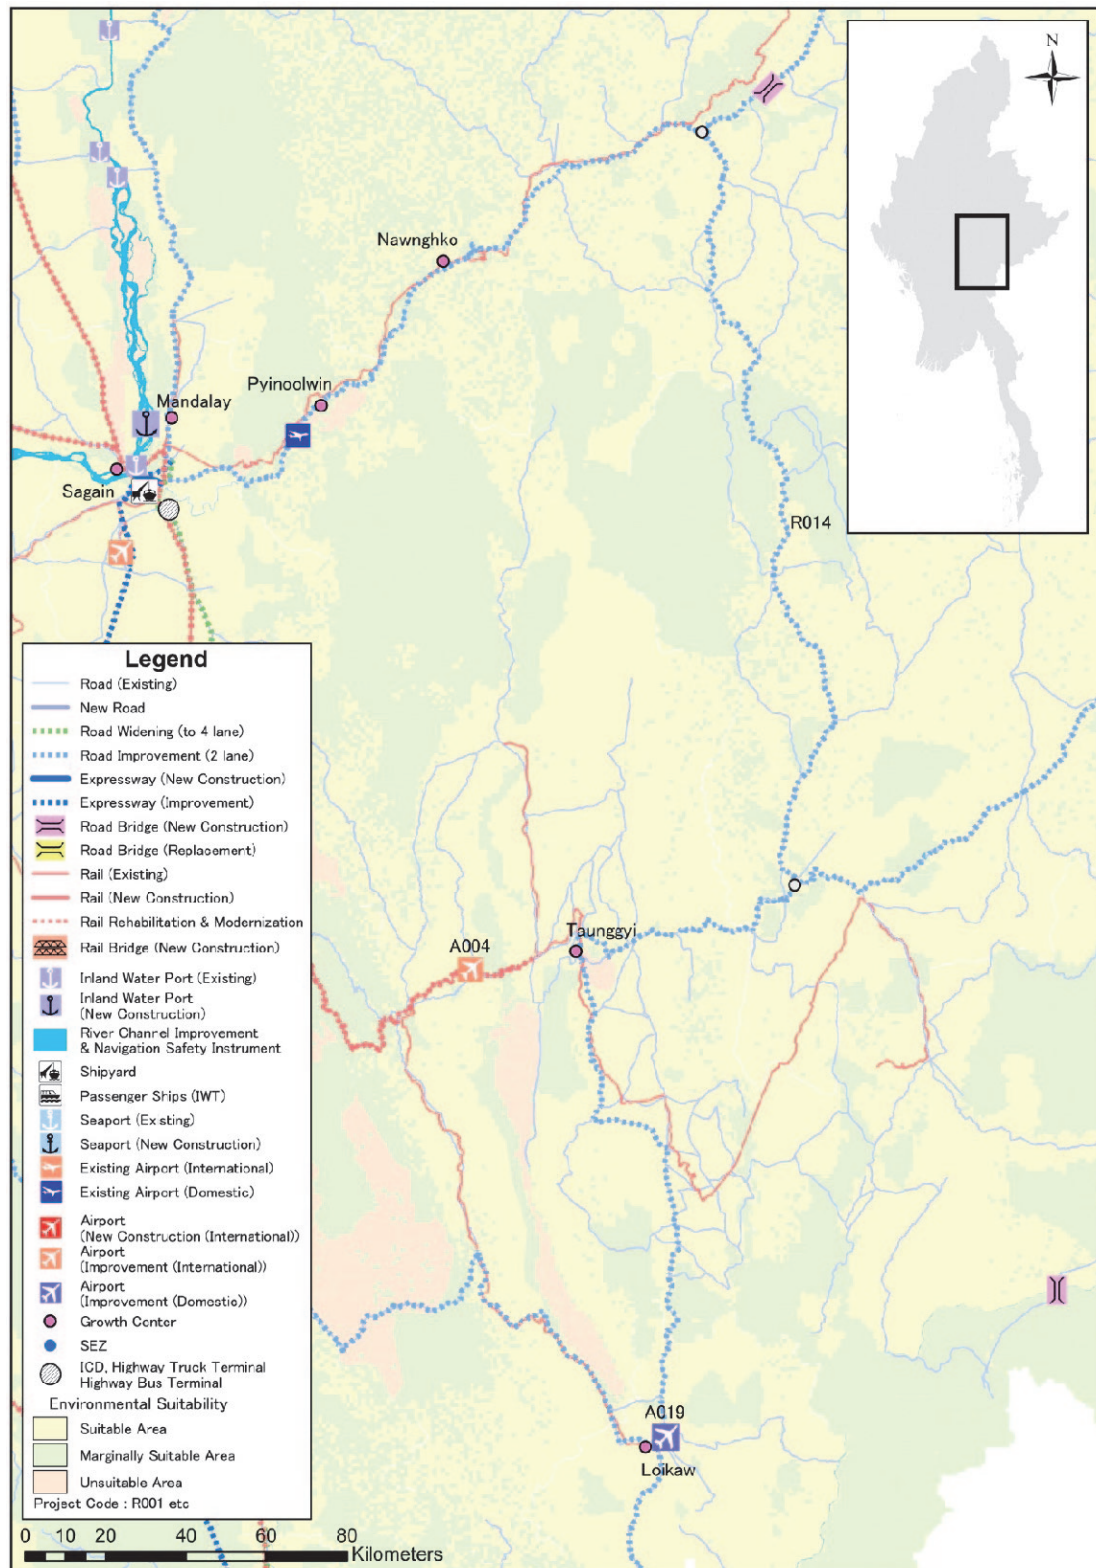 N
Nawnghko
Pyinoolwin
Mandalay
Sagain
R014
Taunggyi
A004
A019
Loikaw
Legend
Road (Existing)
New Road
Road Widening (to 4 lane)
Road Improvement (2 lane)
Expressway (New Construction)
Expressway (Improvement)
Road Bridge (New Construction)
Road Bridge (Replacement)
Rail (Existing)
Rail (New Construction)
Rail Rehabilitation & Modernization
Rail Bridge (New Construction)
Inland Water Port (Existing)
Inland Water Port
(New Construction)
River Channel Improvement
& Navigation Safety Instrument
Shipyard
Passenger Ships (IWT)
Seaport (Existing)
Seaport (New Construction)
Existing Airport (International)
Existing Airport (Domestic)
Airport
(New Construction (International))
Airport
(Improvement (International))
Airport
(Improvement (Domestic))
Growth Center
SEZ
ICD, Highway Truck Terminal
Highway Bus Terminal
Environmental Suitability
Suitable Area
Marginally Suitable Area
Unsuitable Area
Project Code : R001 etc
0 20 40 60 80
Kilometers